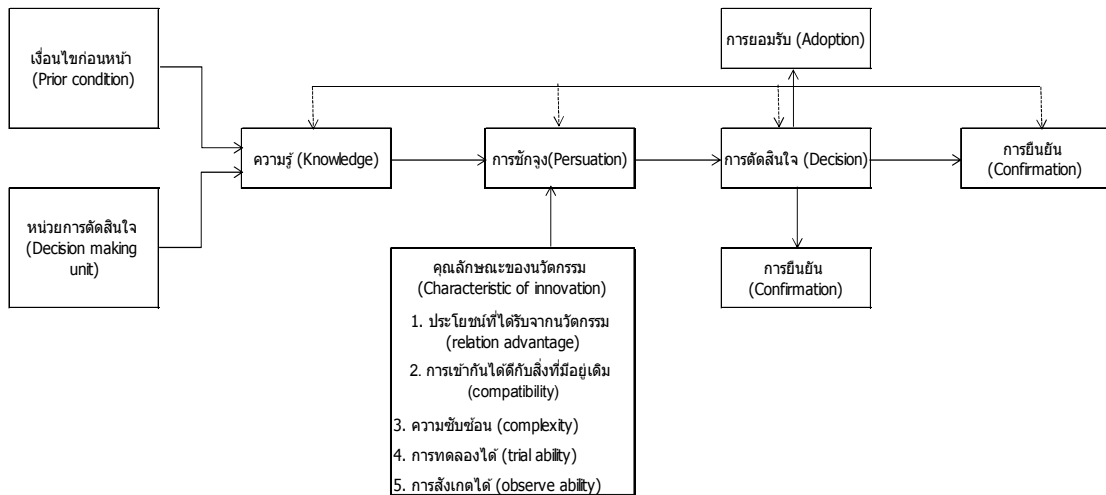 เงื่อนไขก่อนหน้า
(Prior condition)
หน่วยการตัดสินใจ
(Decision making
unit)
ความรู้ (Knowledge)
การชักจูง(Persuation)
การยอมรับ (Adoption)
การตัดสินใจ (Decision)
การยืนยัน
(Confirmation)
การยืนยัน
(Confirmation)
คุณลักษณะของนวัตกรรม
(Characteristic of innovation)
1. ประโยชน์ที่ได้รับจากนวัตกรรม
(relation advantage)
2. การเข้ากันได้ดีกับสิ่งที่มีอยู่เดิม
(compatibility)
3. ความซับซ้อน (complexity)
4. การทดลองได้ (trial ability)
5. การสังเกตได้ (observe ability)